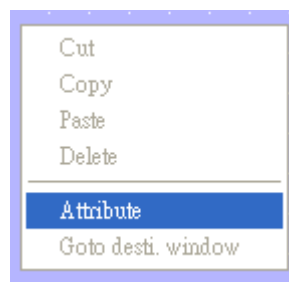 Cut
Copy
Paste
Delete
Attribute
Goto desti. window